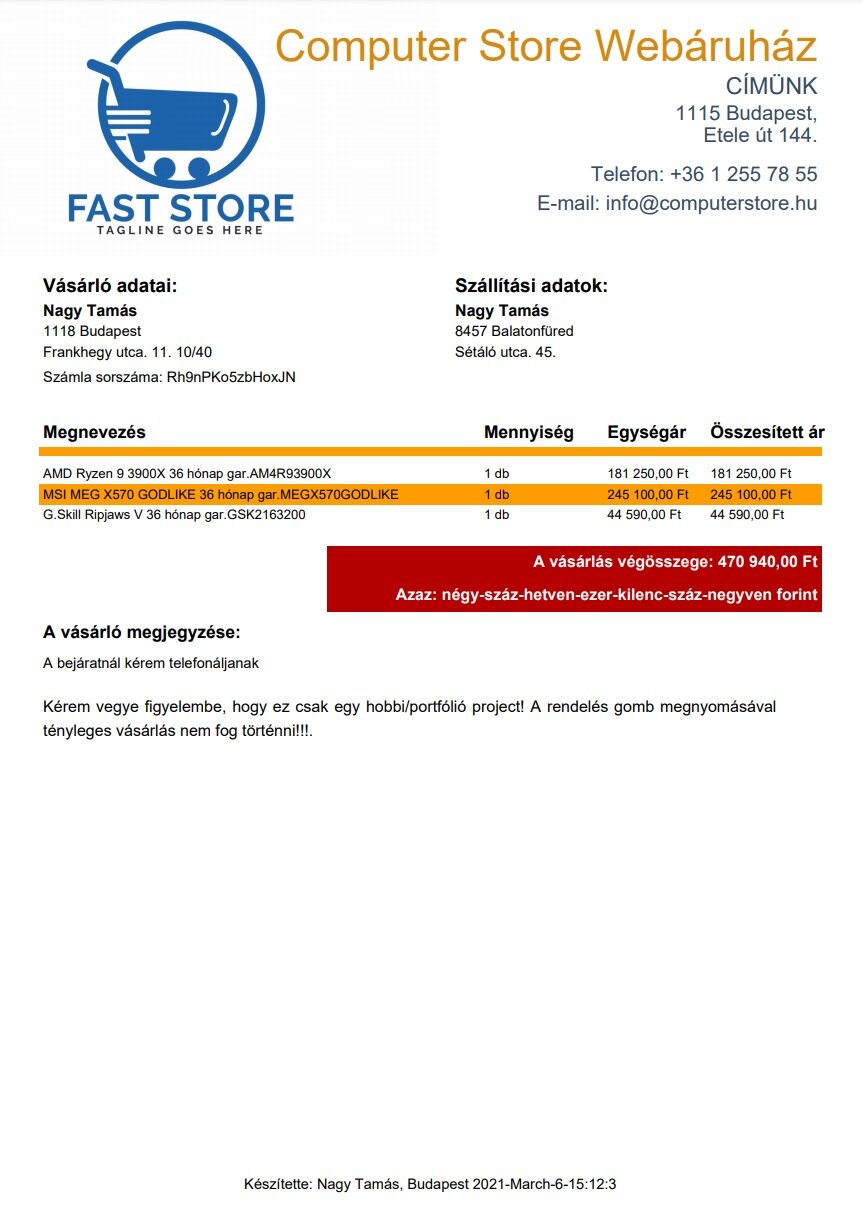 Computer Store Webáruház
CÍMÜNK
1115 Budapest,
Etele út 144.
Telefon: +36 1 255 78 55
E-mail: info@computerstore.hu
FAST STORE
TAGLINE GOES HERE
Vásárló adatai:
Nagy Tamás
1118 Budapest
Frankhegy utca. 11. 10/40
Számla sorszáma: Rh9nPKo5zbHoxJN
Szállítási adatok:
Nagy Tamás
8457 Balatonfüred
Sétáló utca. 45.
Megnevezés Mennyiség Egységár Összesített ár
AMD Ryzen 9 3900X 36 hónap gar.AM4R93900X 1 db 181 250,00 Ft 181 250,00 Ft
MSI MEG X570 GODLIKE 36 hónap gar.MEGX570GODLIKE 1 db 245 100,00 Ft 245 100,00 Ft
G.Skill Ripjaws V 36 hónap gar.GSK2163200 1 db 44 590,00 Ft 44 590,00 Ft
A vásárlás végösszege: 470 940,00 Ft
Azaz: négy-száz-hetven-ezer-kilenc-száz-negyven forint
A vásárló megjegyzése:
A bejáratnál kérem telefonáljanak
Kérem vegye figyelembe, hogy ez csak egy hobbi/portfólió project! A rendelés gomb megnyomásával
tényleges vásárlás nem fog történni!!!.
Készítette: Nagy Tamás, Budapest 2021-March-6-15:12:3